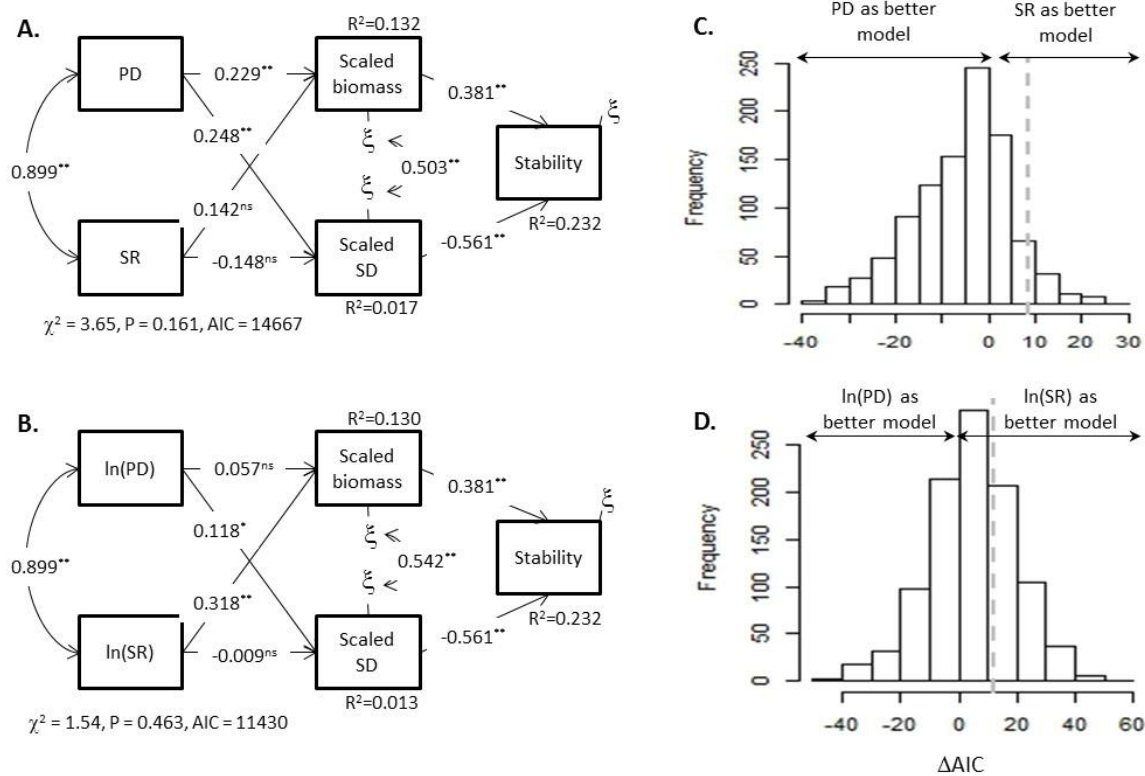 A.
R²=0.132
PD
0.229**
Scaled
biomass
0.381**
ξ
0.248**
ξ
0.899**
0.503**
Stability
ξ
0.142ns
R²=0.232
SR
-0.148ns
Scaled
SD
-0.561**
R²=0.017
χ² = 3.65, P = 0.161, AIC = 14667
B.
R²=0.130
ln(PD)
0.057ns
Scaled
biomass
0.381**
ξ
0.118*
ξ
0.899**
0.542**
Stability
ξ
0.318**
R²=0.232
ln(SR)
-0.009ns
Scaled
SD
-0.561**
R²=0.013
χ² = 1.54, P = 0.463, AIC = 11430
C.
PD as better
model
SR as better
model
Frequency
250
200
150
100
50
0
-40 -20 0 10 20 30
D.
ln(PD) as
better model
ln(SR) as
better model
Frequency
250
200
150
100
50
0
-40 -20 0 20 40 60
ΔAIC